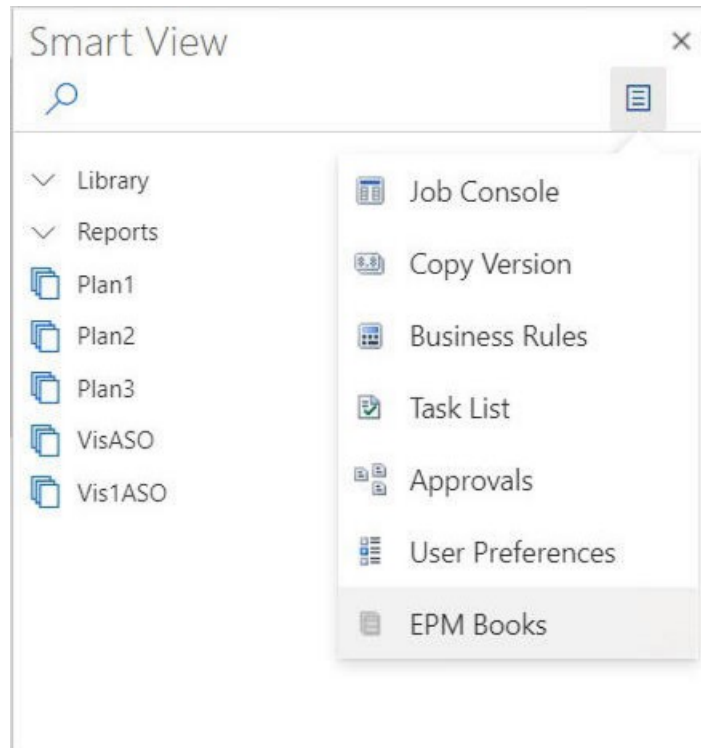 Smart View
Library
Reports
Plan1
Plan2
Plan3
VisASO
Vis1ASO
Job Console
Copy Version
Business Rules
Task List
Approvals
User Preferences
EPM Books